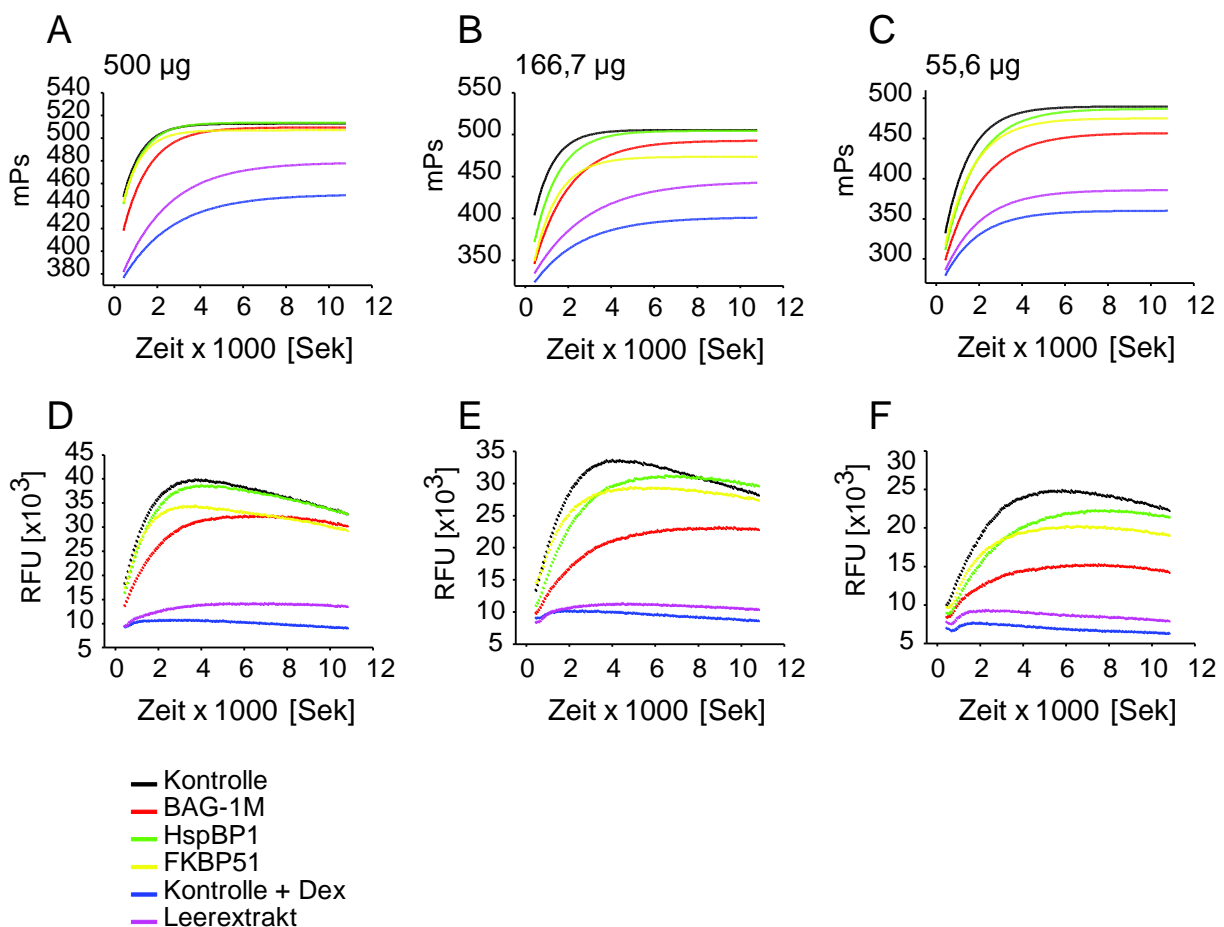 A
500 µg
540
520
500
480
460
440
420
400
380
mPs
0 2 4 6 8 10 12
Zeit x 1000 [Sek]
B
166,7 µg
550
500
450
400
350
mPs
0 2 4 6 8 10 12
Zeit x 1000 [Sek]
C
55,6 µg
500
450
400
350
300
mPs
0 2 4 6 8 10 12
Zeit x 1000 [Sek]
D
45
40
35
30
25
20
15
10
5
RFU [x10³]
0 2 4 6 8 10 12
Zeit x 1000 [Sek]
E
35
30
25
20
15
10
5
RFU [x10³]
0 2 4 6 8 10 12
Zeit x 1000 [Sek]
F
30
25
20
15
10
5
RFU [x10³]
0 2 4 6 8 10 12
Zeit x 1000 [Sek]
Kontrolle
BAG-1M
HspBP1
FKBP51
Kontrolle + Dex
Leerextrakt